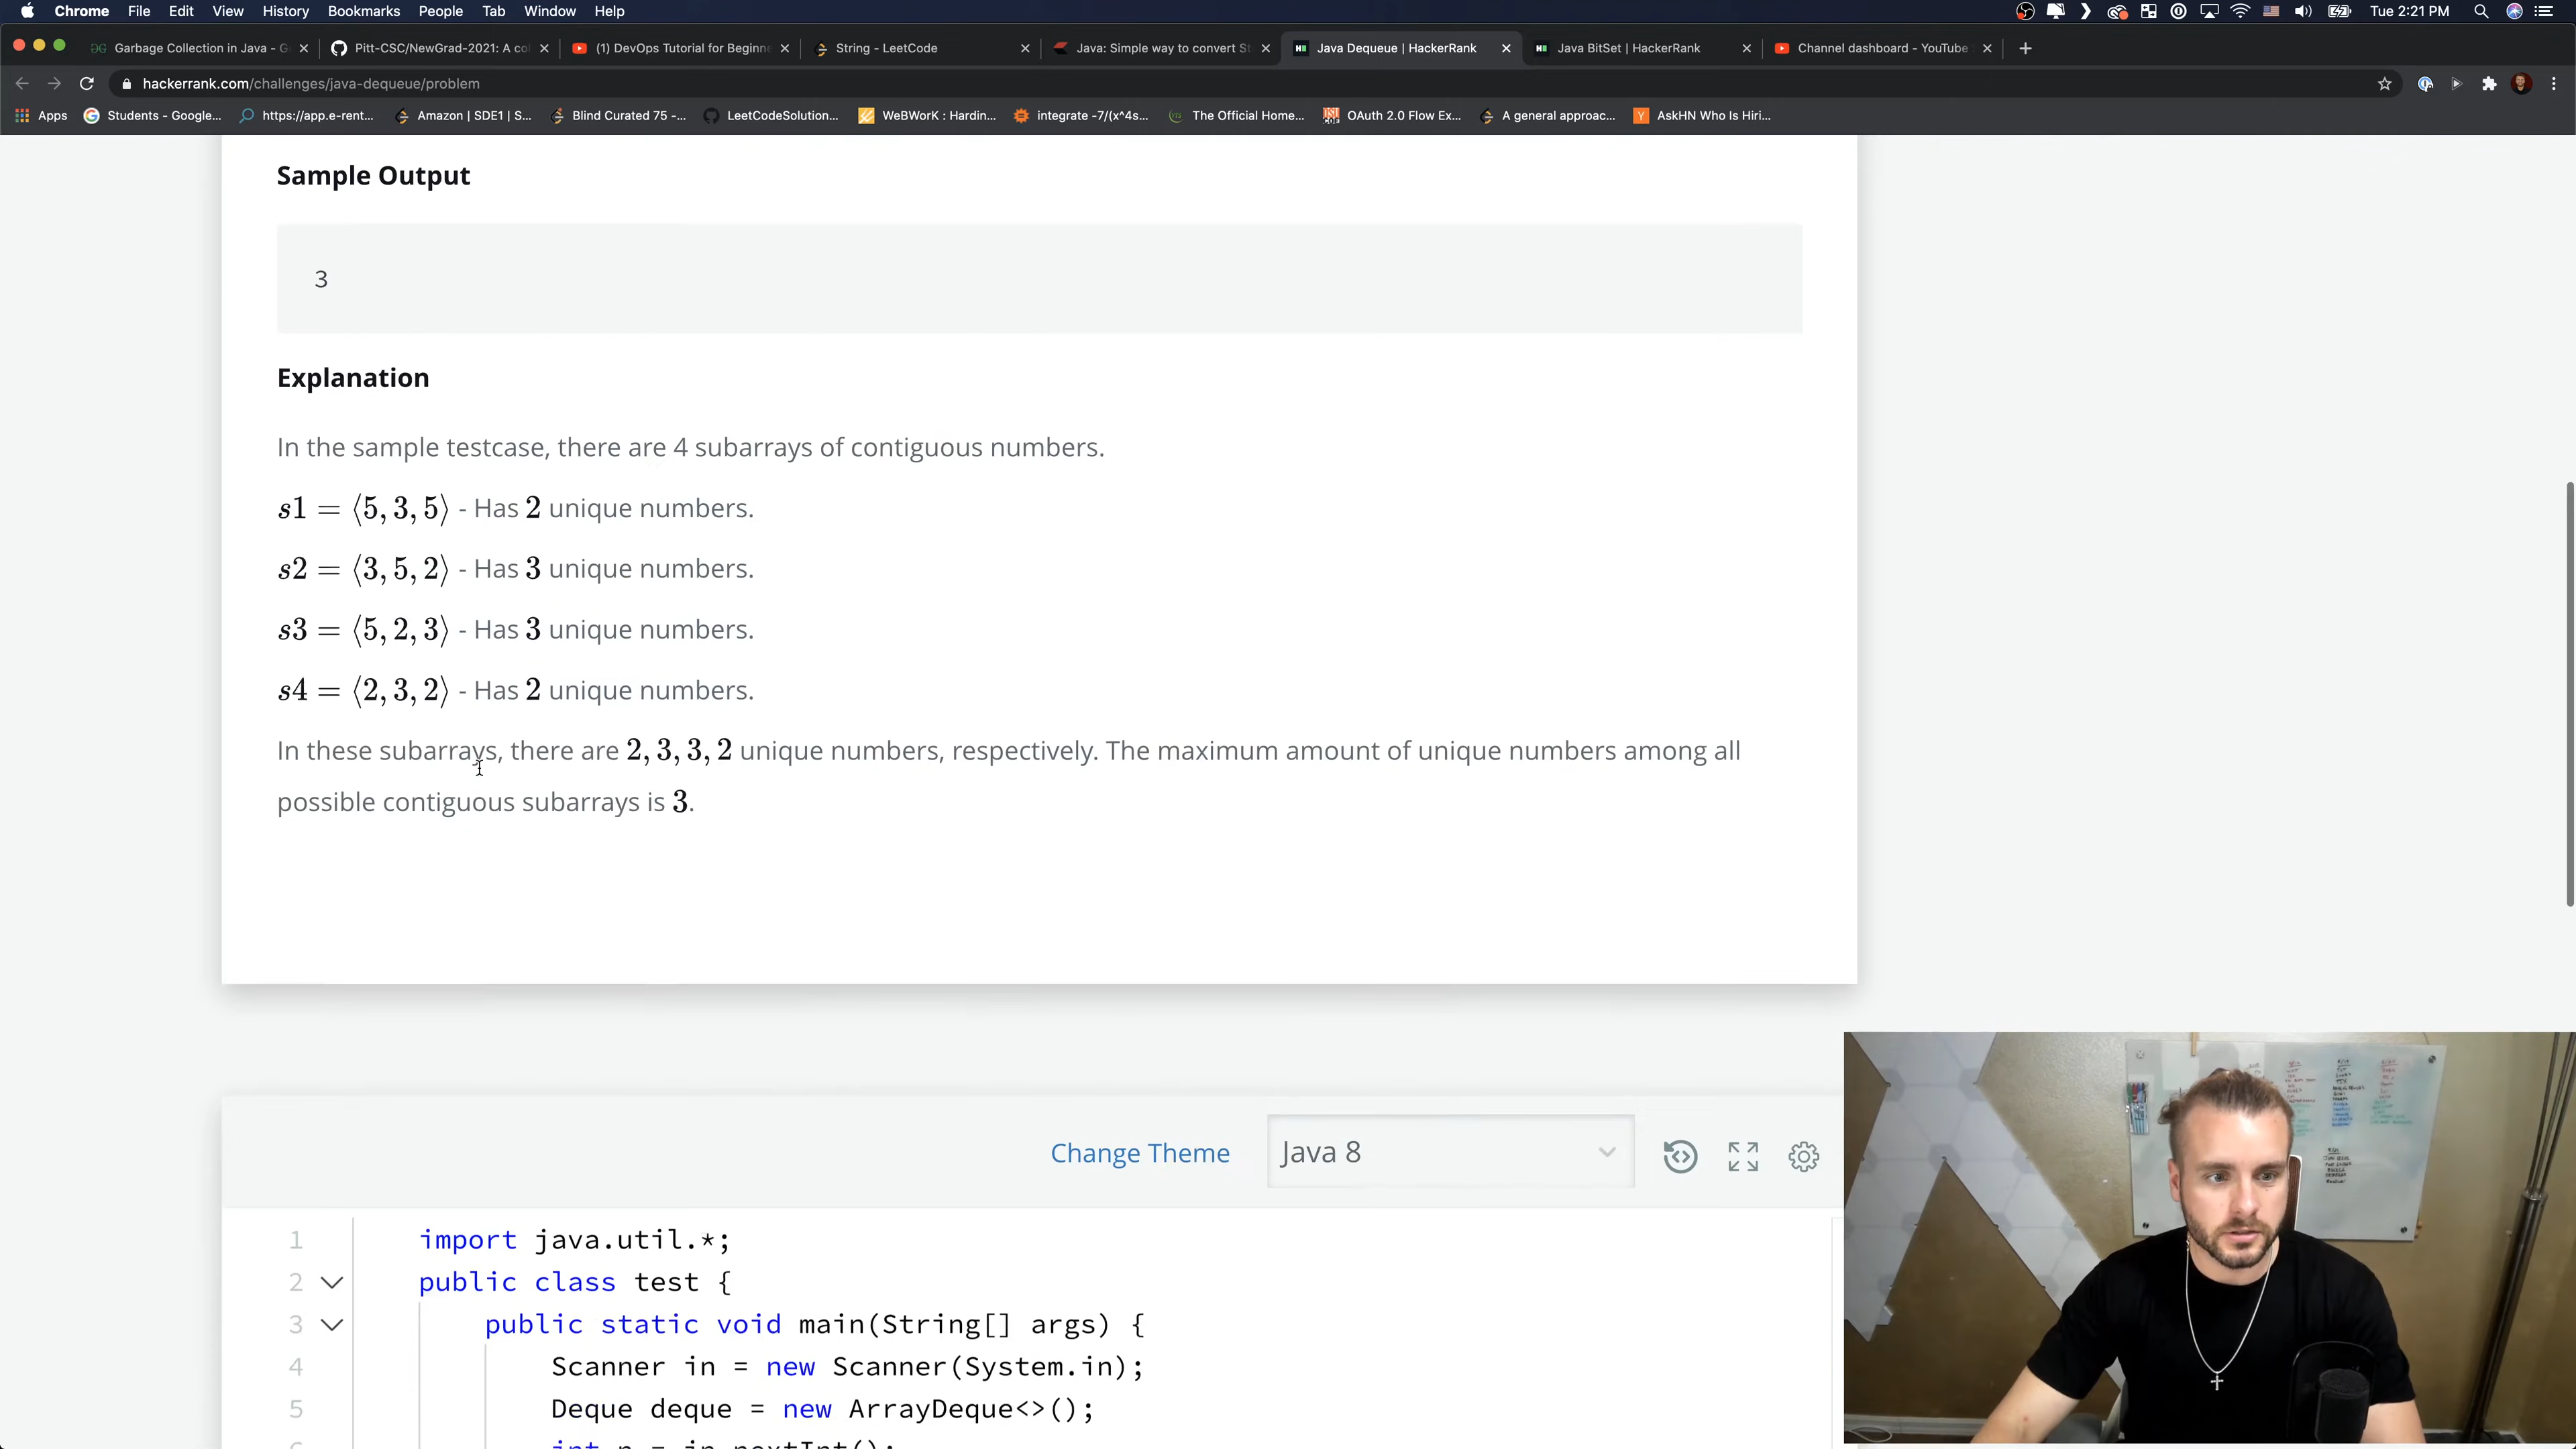 Chrome File Edit View History Bookmarks People Tab Window Help Tue 2:21 PM
Garbage Collection in Java - G Pitt-CSC/NewGrad-2021: A co (1) DevOps Tutorial for Beginne String - LeetCode Java: Simple way to convert St Java Dequeue | HackerRank Java BitSet | HackerRank Channel dashboard - YouTube
hackerrank.com/challenges/java-dequeue/problem
Apps Students - Google... https://app.e-rent... Amazon | SDE1 | S... Blind Curated 75 -... LeetCodeSolution... WeBWorK : Hardin... integrate -7/(x^4s... The Official Home... OAuth 2.0 Flow Ex... A general approac... AskHN Who Is Hiri...
Sample Output
3
Explanation
In the sample testcase, there are 4 subarrays of contiguous numbers.
s1 = ⟨5, 3, 5⟩ - Has 2 unique numbers.
s2 = ⟨3, 5, 2⟩ - Has 3 unique numbers.
s3 = ⟨5, 2, 3⟩ - Has 3 unique numbers.
s4 = ⟨2, 3, 2⟩ - Has 2 unique numbers.
In these subarrays, there are 2, 3, 3, 2 unique numbers, respectively. The maximum amount of unique numbers among all
possible contiguous subarrays is 3.
Change Theme Java 8
1 import java.util.*;
2 public class test {
3 public static void main(String[] args) {
4 Scanner in = new Scanner(System.in);
5 Deque deque = new ArrayDeque<>();
6 int n = in.nextInt();